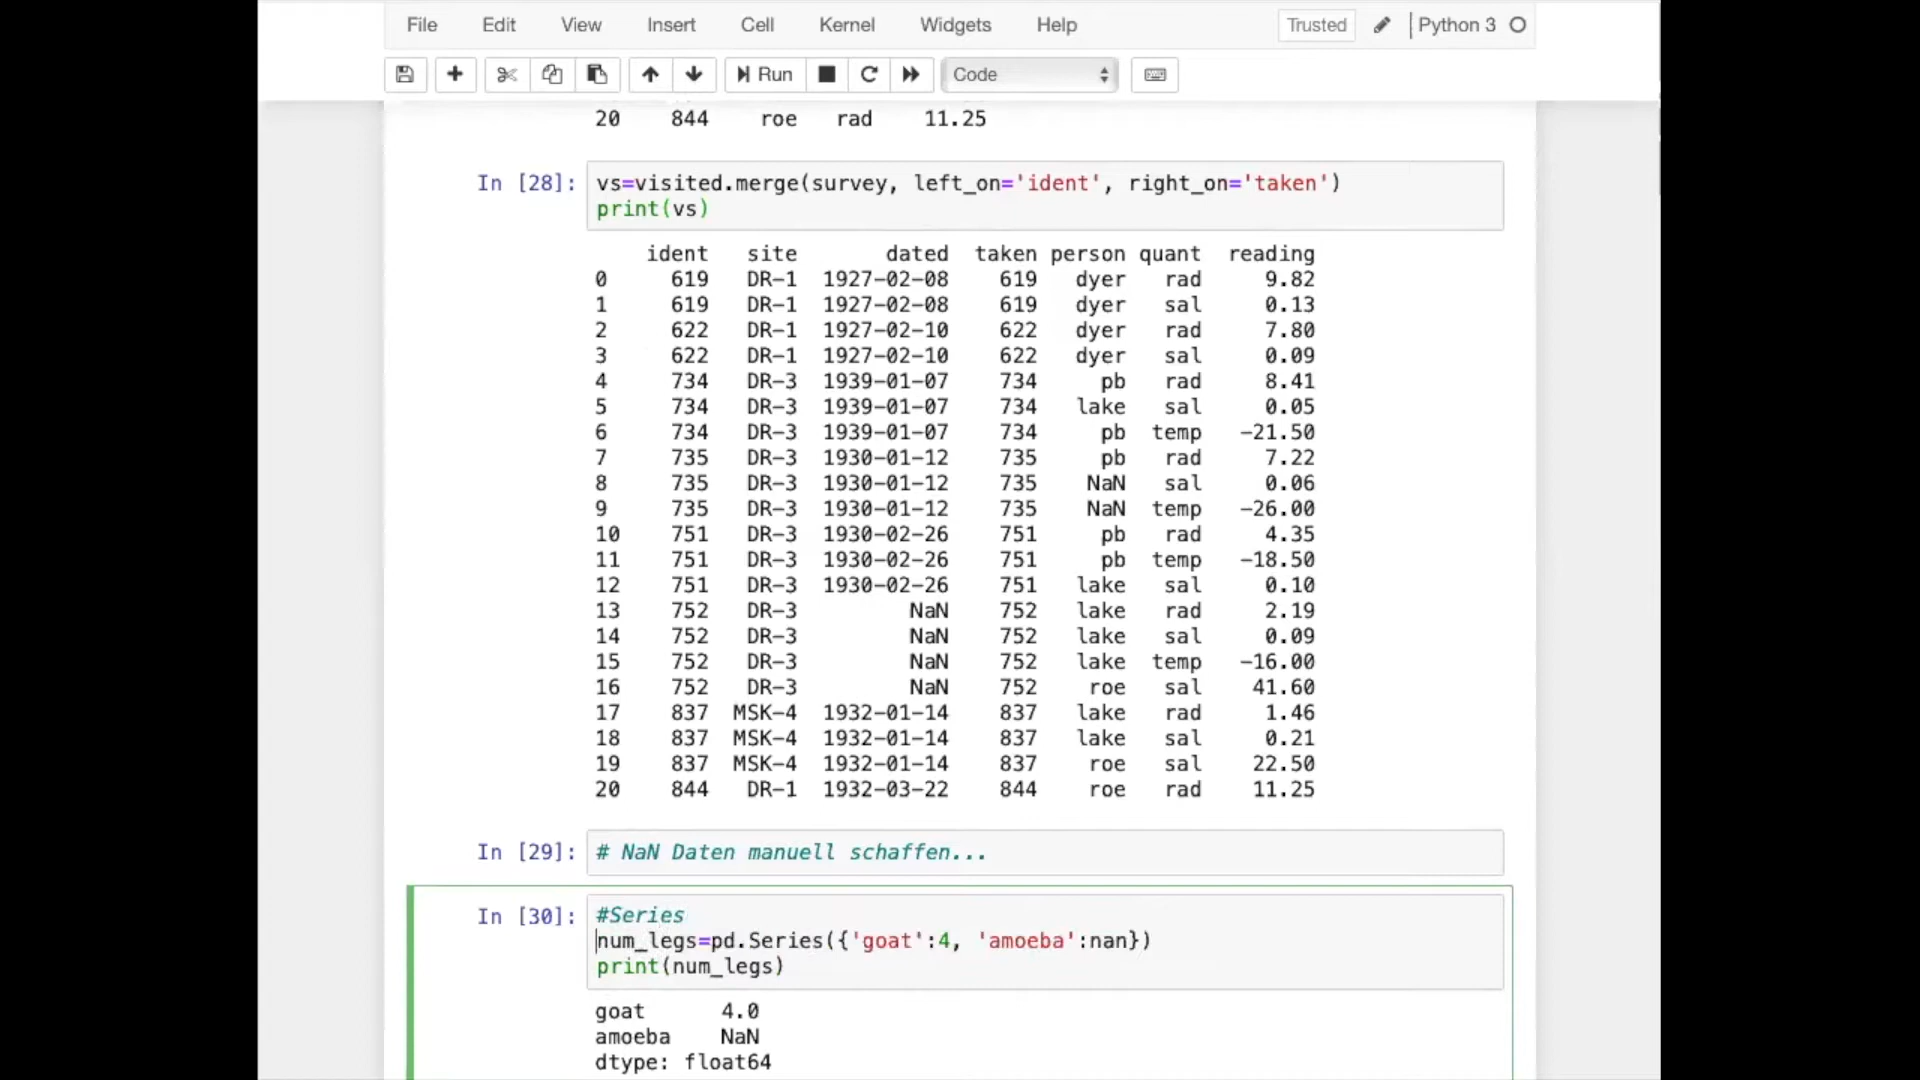 File Edit View Insert Cell Kernel Widgets Help Trusted Python 3
Run Code
20 844 roe rad 11.25
In [28]: vs=visited.merge(survey, left_on='ident', right_on='taken')
print(vs)
ident site dated taken person quant reading
0 619 DR-1 1927-02-08 619 dyer rad 9.82
1 619 DR-1 1927-02-08 619 dyer sal 0.13
2 622 DR-1 1927-02-10 622 dyer rad 7.80
3 622 DR-1 1927-02-10 622 dyer sal 0.09
4 734 DR-3 1939-01-07 734 pb rad 8.41
5 734 DR-3 1939-01-07 734 lake sal 0.05
6 734 DR-3 1939-01-07 734 pb temp -21.50
7 735 DR-3 1930-01-12 735 pb rad 7.22
8 735 DR-3 1930-01-12 735 NaN sal 0.06
9 735 DR-3 1930-01-12 735 NaN temp -26.00
10 751 DR-3 1930-02-26 751 pb rad 4.35
11 751 DR-3 1930-02-26 751 pb temp -18.50
12 751 DR-3 1930-02-26 751 lake sal 0.10
13 752 DR-3 NaN 752 lake rad 2.19
14 752 DR-3 NaN 752 lake sal 0.09
15 752 DR-3 NaN 752 lake temp -16.00
16 752 DR-3 NaN 752 roe sal 41.60
17 837 MSK-4 1932-01-14 837 lake rad 1.46
18 837 MSK-4 1932-01-14 837 lake sal 0.21
19 837 MSK-4 1932-01-14 837 roe sal 22.50
20 844 DR-1 1932-03-22 844 roe rad 11.25
In [29]: # NaN Daten manuell schaffen...
In [30]: #Series
num_legs=pd.Series({'goat':4, 'amoeba':nan})
print(num_legs)
goat 4.0
amoeba NaN
dtype: float64